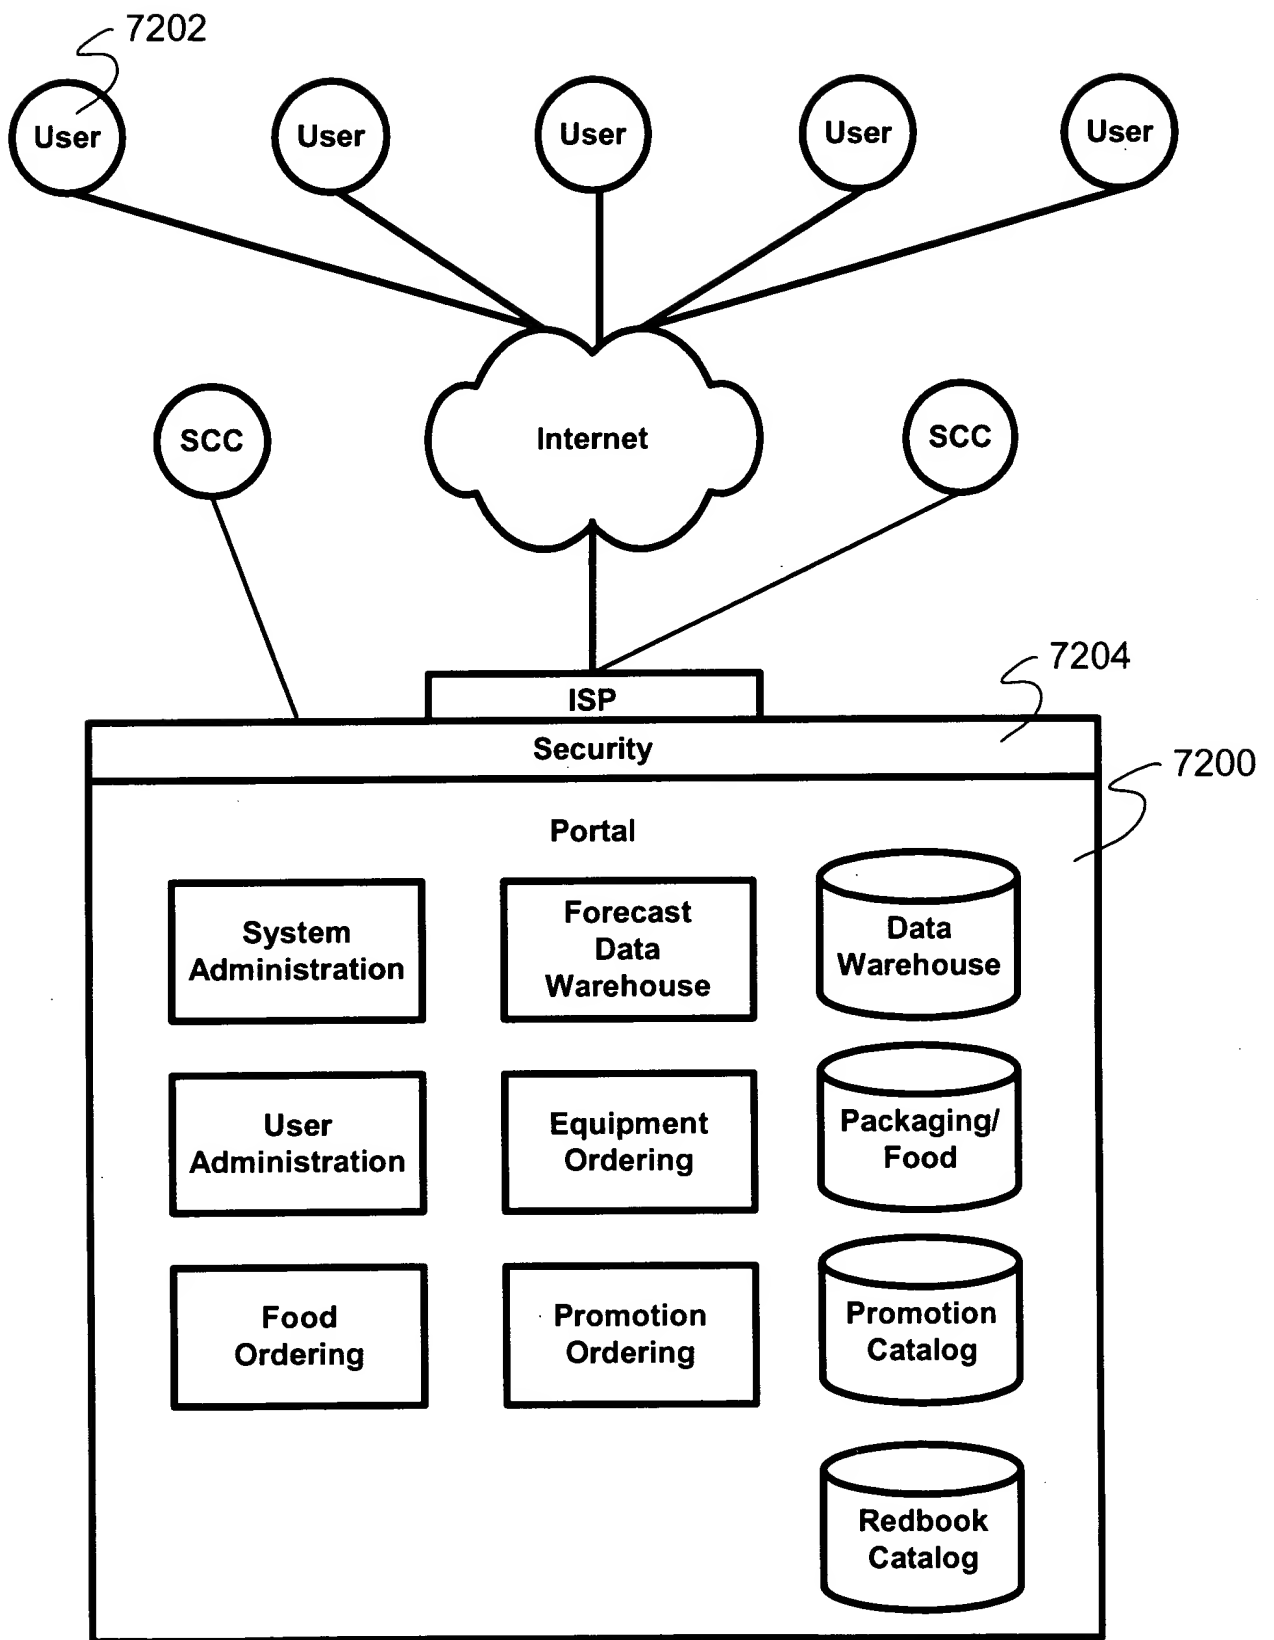 7202
User
User
User
User
User
SCC
Internet
SCC
7204
ISP
Security
7200
Portal
System
Administration
Forecast
Data
Warehouse
Data
Warehouse
User
Administration
Equipment
Ordering
Packaging/
Food
Food
Ordering
Promotion
Ordering
Promotion
Catalog
Redbook
Catalog